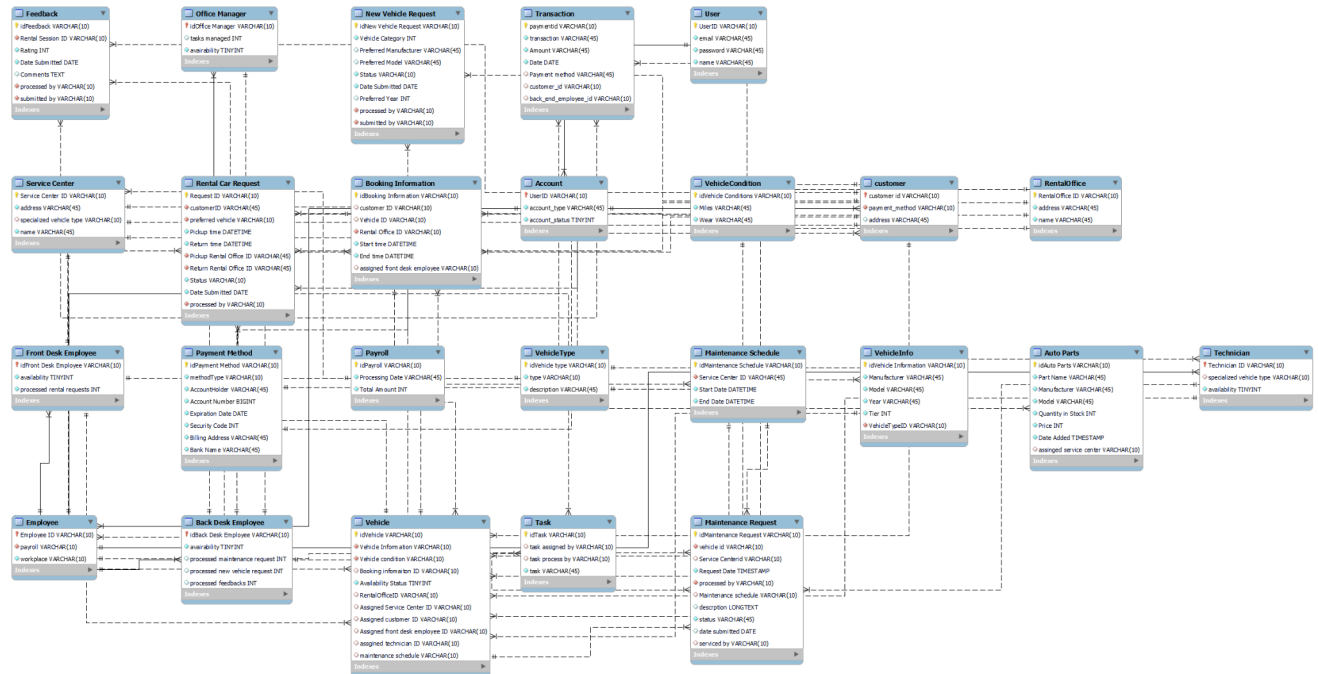 Feedback
idFeedback VARCHAR(10)
Rental Session ID VARCHAR(10)
Rating INT
Date Submitted DATE
Comments TEXT
processed by VARCHAR(10)
submitted by VARCHAR(10)
Indexes
Office Manager
idOffice Manager VARCHAR(10)
tasks managed INT
avairability TINYINT
Indexes
New Vehicle Request
idNew Vehicle Request VARCHAR(10)
Vehicle Category INT
Preferred Manufacturer VARCHAR(45)
Preferred Model VARCHAR(45)
Status VARCHAR(10)
Date Submitted DATE
Preferred Year INT
processed by VARCHAR(10)
submitted by VARCHAR(10)
Indexes
Transaction
paymentid VARCHAR(10)
transaction VARCHAR(45)
Amount VARCHAR(45)
Date DATE
Payment method VARCHAR(45)
customer_id VARCHAR(10)
back_end_employee_id VARCHAR(10)
Indexes
User
UserID VARCHAR(10)
email VARCHAR(45)
password VARCHAR(45)
name VARCHAR(45)
Indexes
Service Center
Service Center ID VARCHAR(10)
address VARCHAR(45)
specialized vehicle type VARCHAR(10)
name VARCHAR(45)
Indexes
Rental Car Request
Request ID VARCHAR(10)
customerID VARCHAR(45)
preferred vehicle VARCHAR(10)
Pickup time DATETIME
Return time DATETIME
Pickup Rental Office ID VARCHAR(45)
Return Rental Office ID VARCHAR(45)
Status VARCHAR(10)
Date Submitted DATE
processed by VARCHAR(10)
Indexes
Booking Information
idBooking Information VARCHAR(10)
customer ID VARCHAR(10)
Vehicle ID VARCHAR(10)
Rental Office ID VARCHAR(10)
Start time DATETIME
End time DATETIME
assigned front desk employee VARCHAR(10)
Indexes
Account
UserID VARCHAR(10)
account_type VARCHAR(10)
account_status TINYINT
Indexes
VehicleCondition
idVehicle Conditions VARCHAR(10)
Miles VARCHAR(45)
Wear VARCHAR(45)
Indexes
customer
customer id VARCHAR(10)
payment_method VARCHAR(10)
address VARCHAR(45)
Indexes
RentalOffice
RentalOffice ID VARCHAR(10)
address VARCHAR(45)
name VARCHAR(45)
Indexes
Front Desk Employee
idfront Desk Employee VARCHAR(10)
availability TINYINT
processed rental requests INT
Indexes
Payment Method
idPayment Method VARCHAR(10)
methodType VARCHAR(10)
AccountHolder VARCHAR(45)
Account Number BIGINT
Expiration Date DATE
Security Code INT
Billing Address VARCHAR(45)
Bank Name VARCHAR(45)
Indexes
Payroll
idPayroll VARCHAR(10)
Processing Date VARCHAR(45)
Total Amount INT
Indexes
VehicleType
idVehicle type VARCHAR(10)
type VARCHAR(10)
description VARCHAR(45)
Indexes
Maintenance Schedule
idMaintenance Schedule VARCHAR(10)
Service Center ID VARCHAR(45)
Start Date DATETIME
End Date DATETIME
Indexes
VehicleInfo
idVehicle Information VARCHAR(10)
Manufacturer VARCHAR(45)
Model VARCHAR(45)
Year VARCHAR(45)
Tier INT
VehicleTypeID VARCHAR(10)
Indexes
Auto Parts
idAuto Parts VARCHAR(10)
Part Name VARCHAR(45)
Manufacturer VARCHAR(45)
Model VARCHAR(45)
Quantity in Stock INT
Price INT
Date Added TIMESTAMP
assinged service center VARCHAR(10)
Indexes
Technician
Technician ID VARCHAR(10)
specialized vehicle type VARCHAR(10)
availability TINYINT
Indexes
Employee
Employee ID VARCHAR(10)
payroll VARCHAR(10)
workplace VARCHAR(10)
Indexes
Back Desk Employee
idBack Desk Employee VARCHAR(10)
avairability TINYINT
processed maintenance request INT
processed new vehicle request INT
processed feedbacks INT
Indexes
Vehicle
idVehicle VARCHAR(10)
Vehicle Information VARCHAR(10)
Vehicle condition VARCHAR(10)
Booking infomaiton ID VARCHAR(10)
Availability Status TINYINT
RentalOfficeID VARCHAR(10)
Assigned Service Center ID VARCHAR(10)
Assigned customer ID VARCHAR(10)
Assigned front desk employee ID VARCHAR(10)
assgined technician ID VARCHAR(10)
maintenance schedule VARCHAR(10)
Indexes
Task
idTask VARCHAR(10)
task assigned by VARCHAR(10)
task process by VARCHAR(10)
task VARCHAR(45)
Indexes
Maintenance Request
idMaintenance Request VARCHAR(10)
vehicle id VARCHAR(10)
Service Centerid VARCHAR(10)
Request Date TIMESTAMP
processed by VARCHAR(10)
Maintenance schedule VARCHAR(10)
descrption LONGTEXT
status VARCHAR(45)
date submitted DATE
serviced by VARCHAR(10)
Indexes